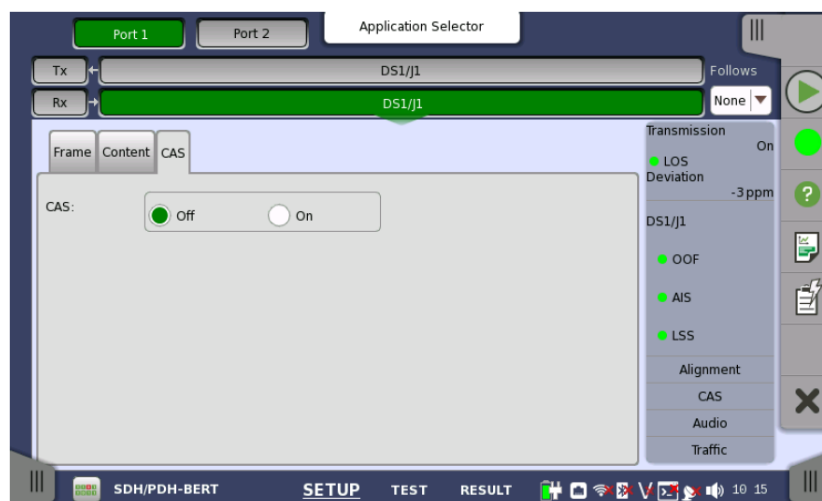 Port 1
Port 2
Application Selector
Tx
DS1/J1
Follows
Rx
DS1/J1
None
Frame
Content
CAS
CAS:
Off
On
Transmission
On
LOS
Deviation
-3 ppm
DS1/J1
OOF
AIS
LSS
Alignment
CAS
Audio
Traffic
SDH/PDH-BERT
SETUP
TEST
RESULT
10 15